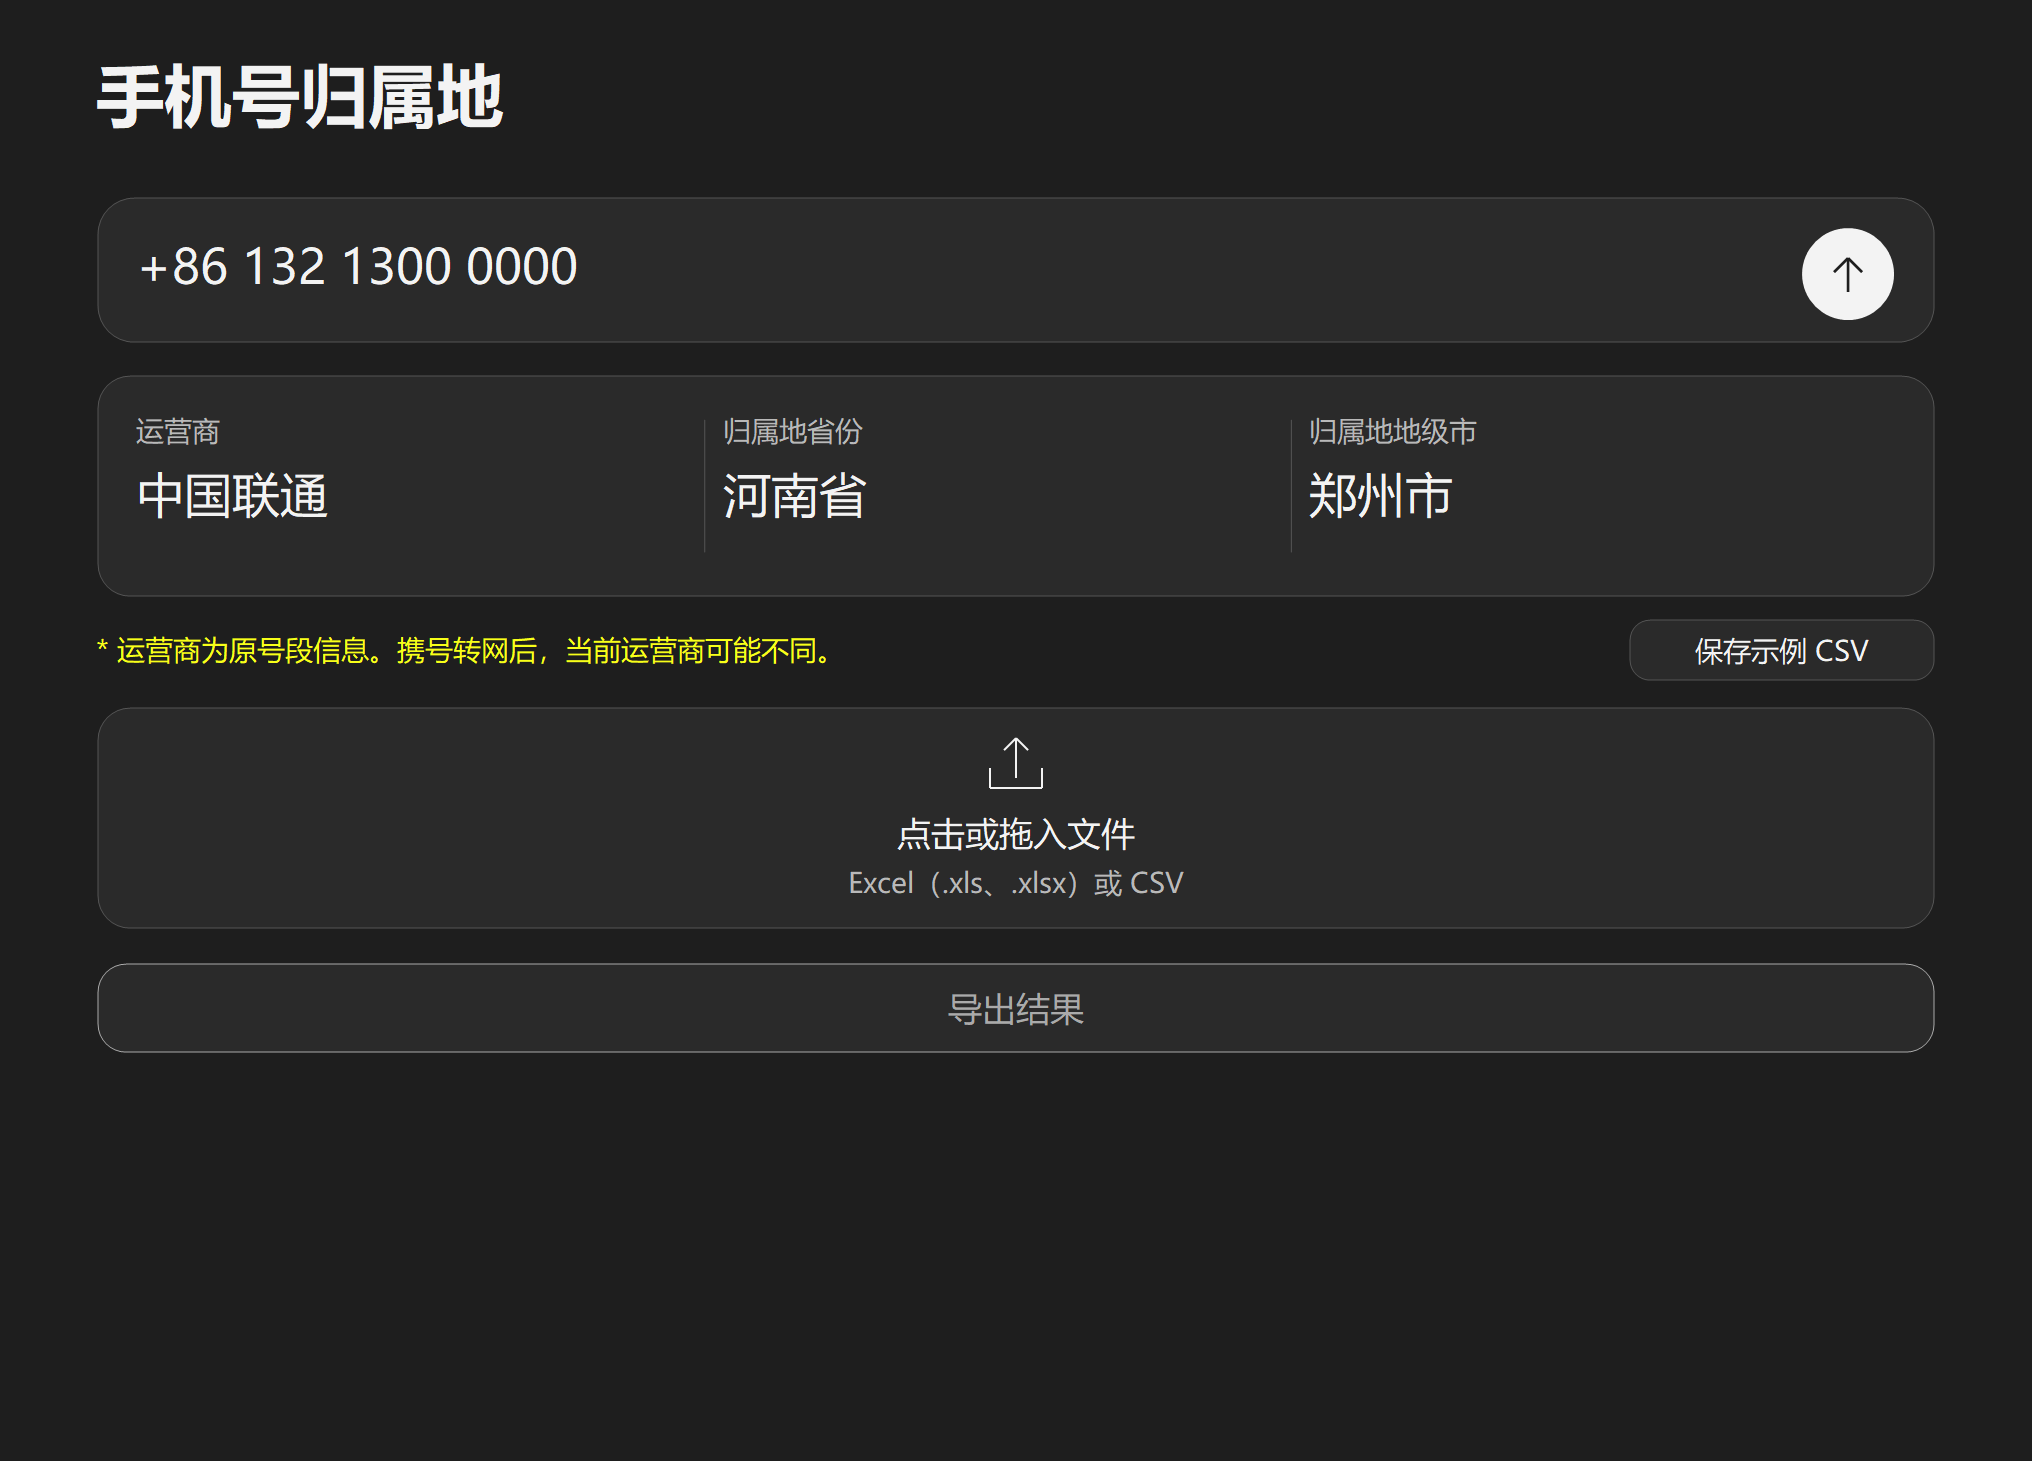 手机号归属地
+86 132 1300 0000
运营商
中国联通
归属地省份
河南省
归属地地级市
郑州市
* 运营商为原号段信息。携号转网后，当前运营商可能不同。
保存示例 CSV
点击或拖入文件
Excel（.xls、.xlsx）或 CSV
导出结果